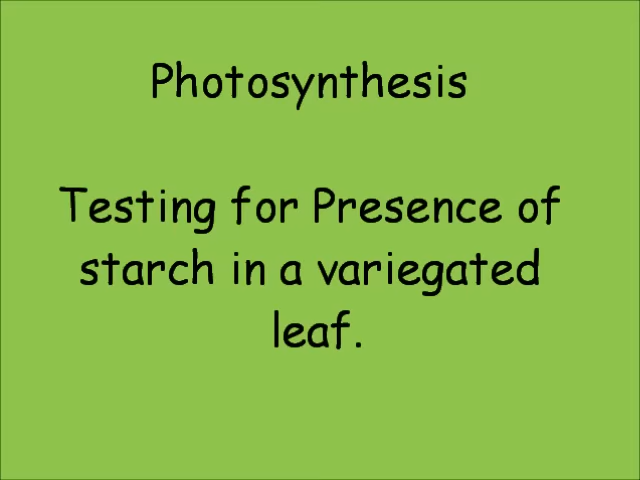 Photosynthesis
Testing for Presence of
starch in a variegated
leaf.